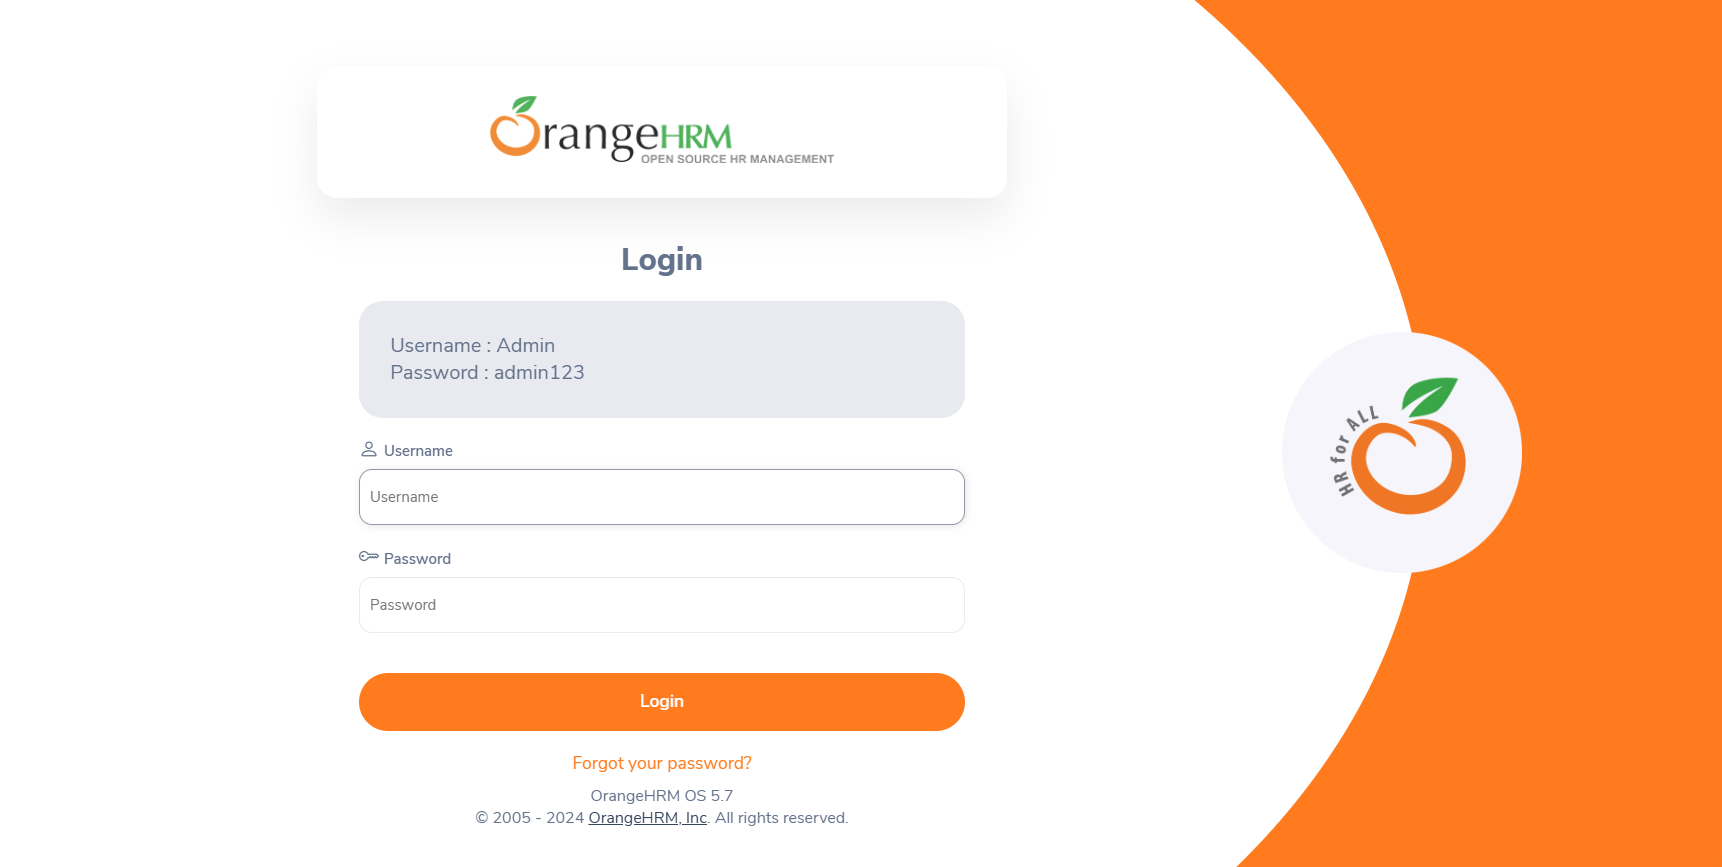 OrangeHRM
OPEN SOURCE HR MANAGEMENT
Login
Username : Admin
Password : admin123
Username
Username
Password
Password
Login
Forgot your password?
OrangeHRM OS 5.7
© 2005 - 2024 OrangeHRM, Inc. All rights reserved.
HR for ALL